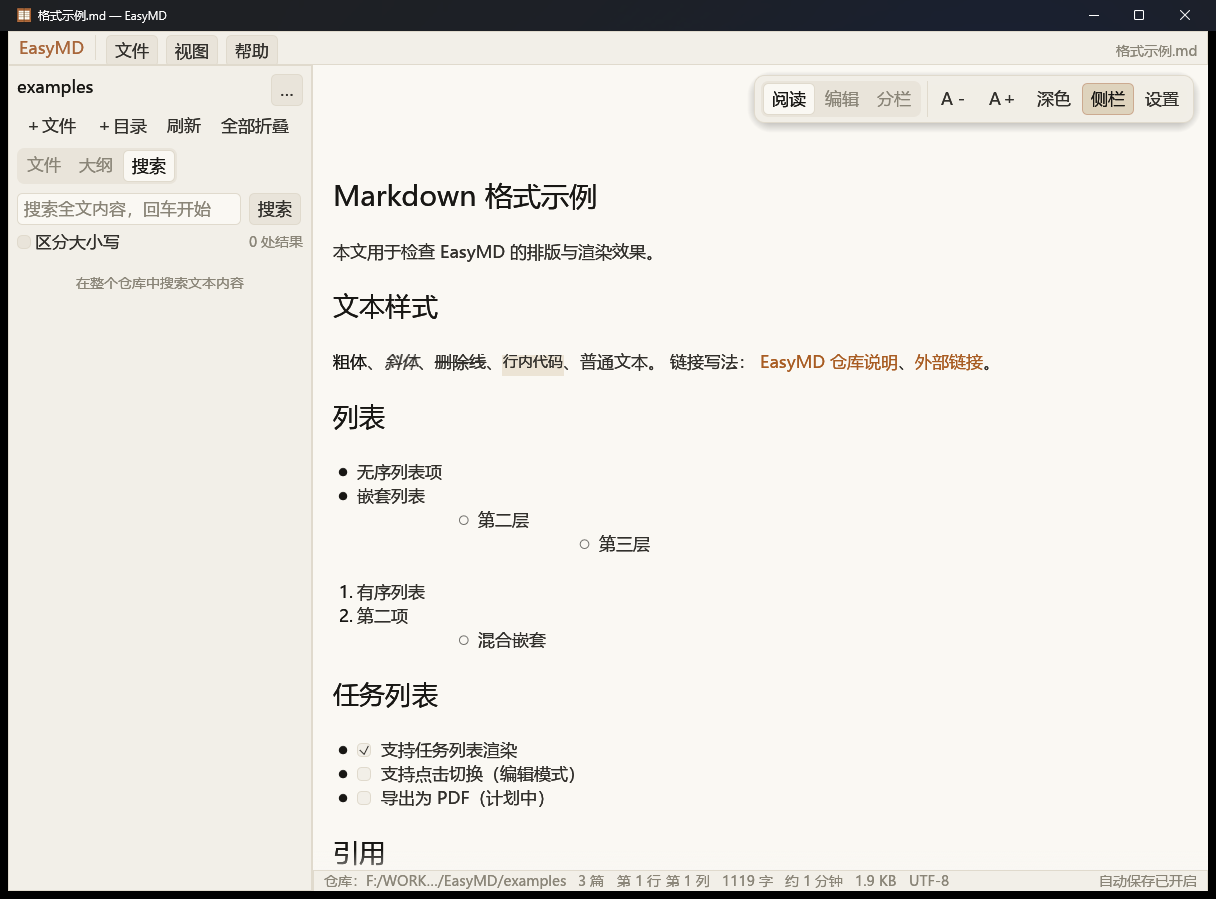 格式示例.md — EasyMD
EasyMD 文件 视图 帮助 格式示例.md
examples ...
+ 文件 + 目录 刷新 全部折叠
文件 大纲 搜索
搜索全文内容，回车开始 搜索
区分大小写 0 处结果
在整个仓库中搜索文本内容
阅读 编辑 分栏 A - A + 深色 侧栏 设置
Markdown 格式示例
本文用于检查 EasyMD 的排版与渲染效果。
文本样式
粗体、斜体、删除线、行内代码、普通文本。 链接写法： EasyMD 仓库说明、外部链接。
列表
无序列表项
嵌套列表
第二层
第三层
1. 有序列表
2. 第二项
混合嵌套
任务列表
支持任务列表渲染
支持点击切换（编辑模式）
导出为 PDF（计划中）
引用
仓库：F:/WORK.../EasyMD/examples 3 篇 第 1 行 第 1 列 1119 字 约 1 分钟 1.9 KB UTF-8 自动保存已开启